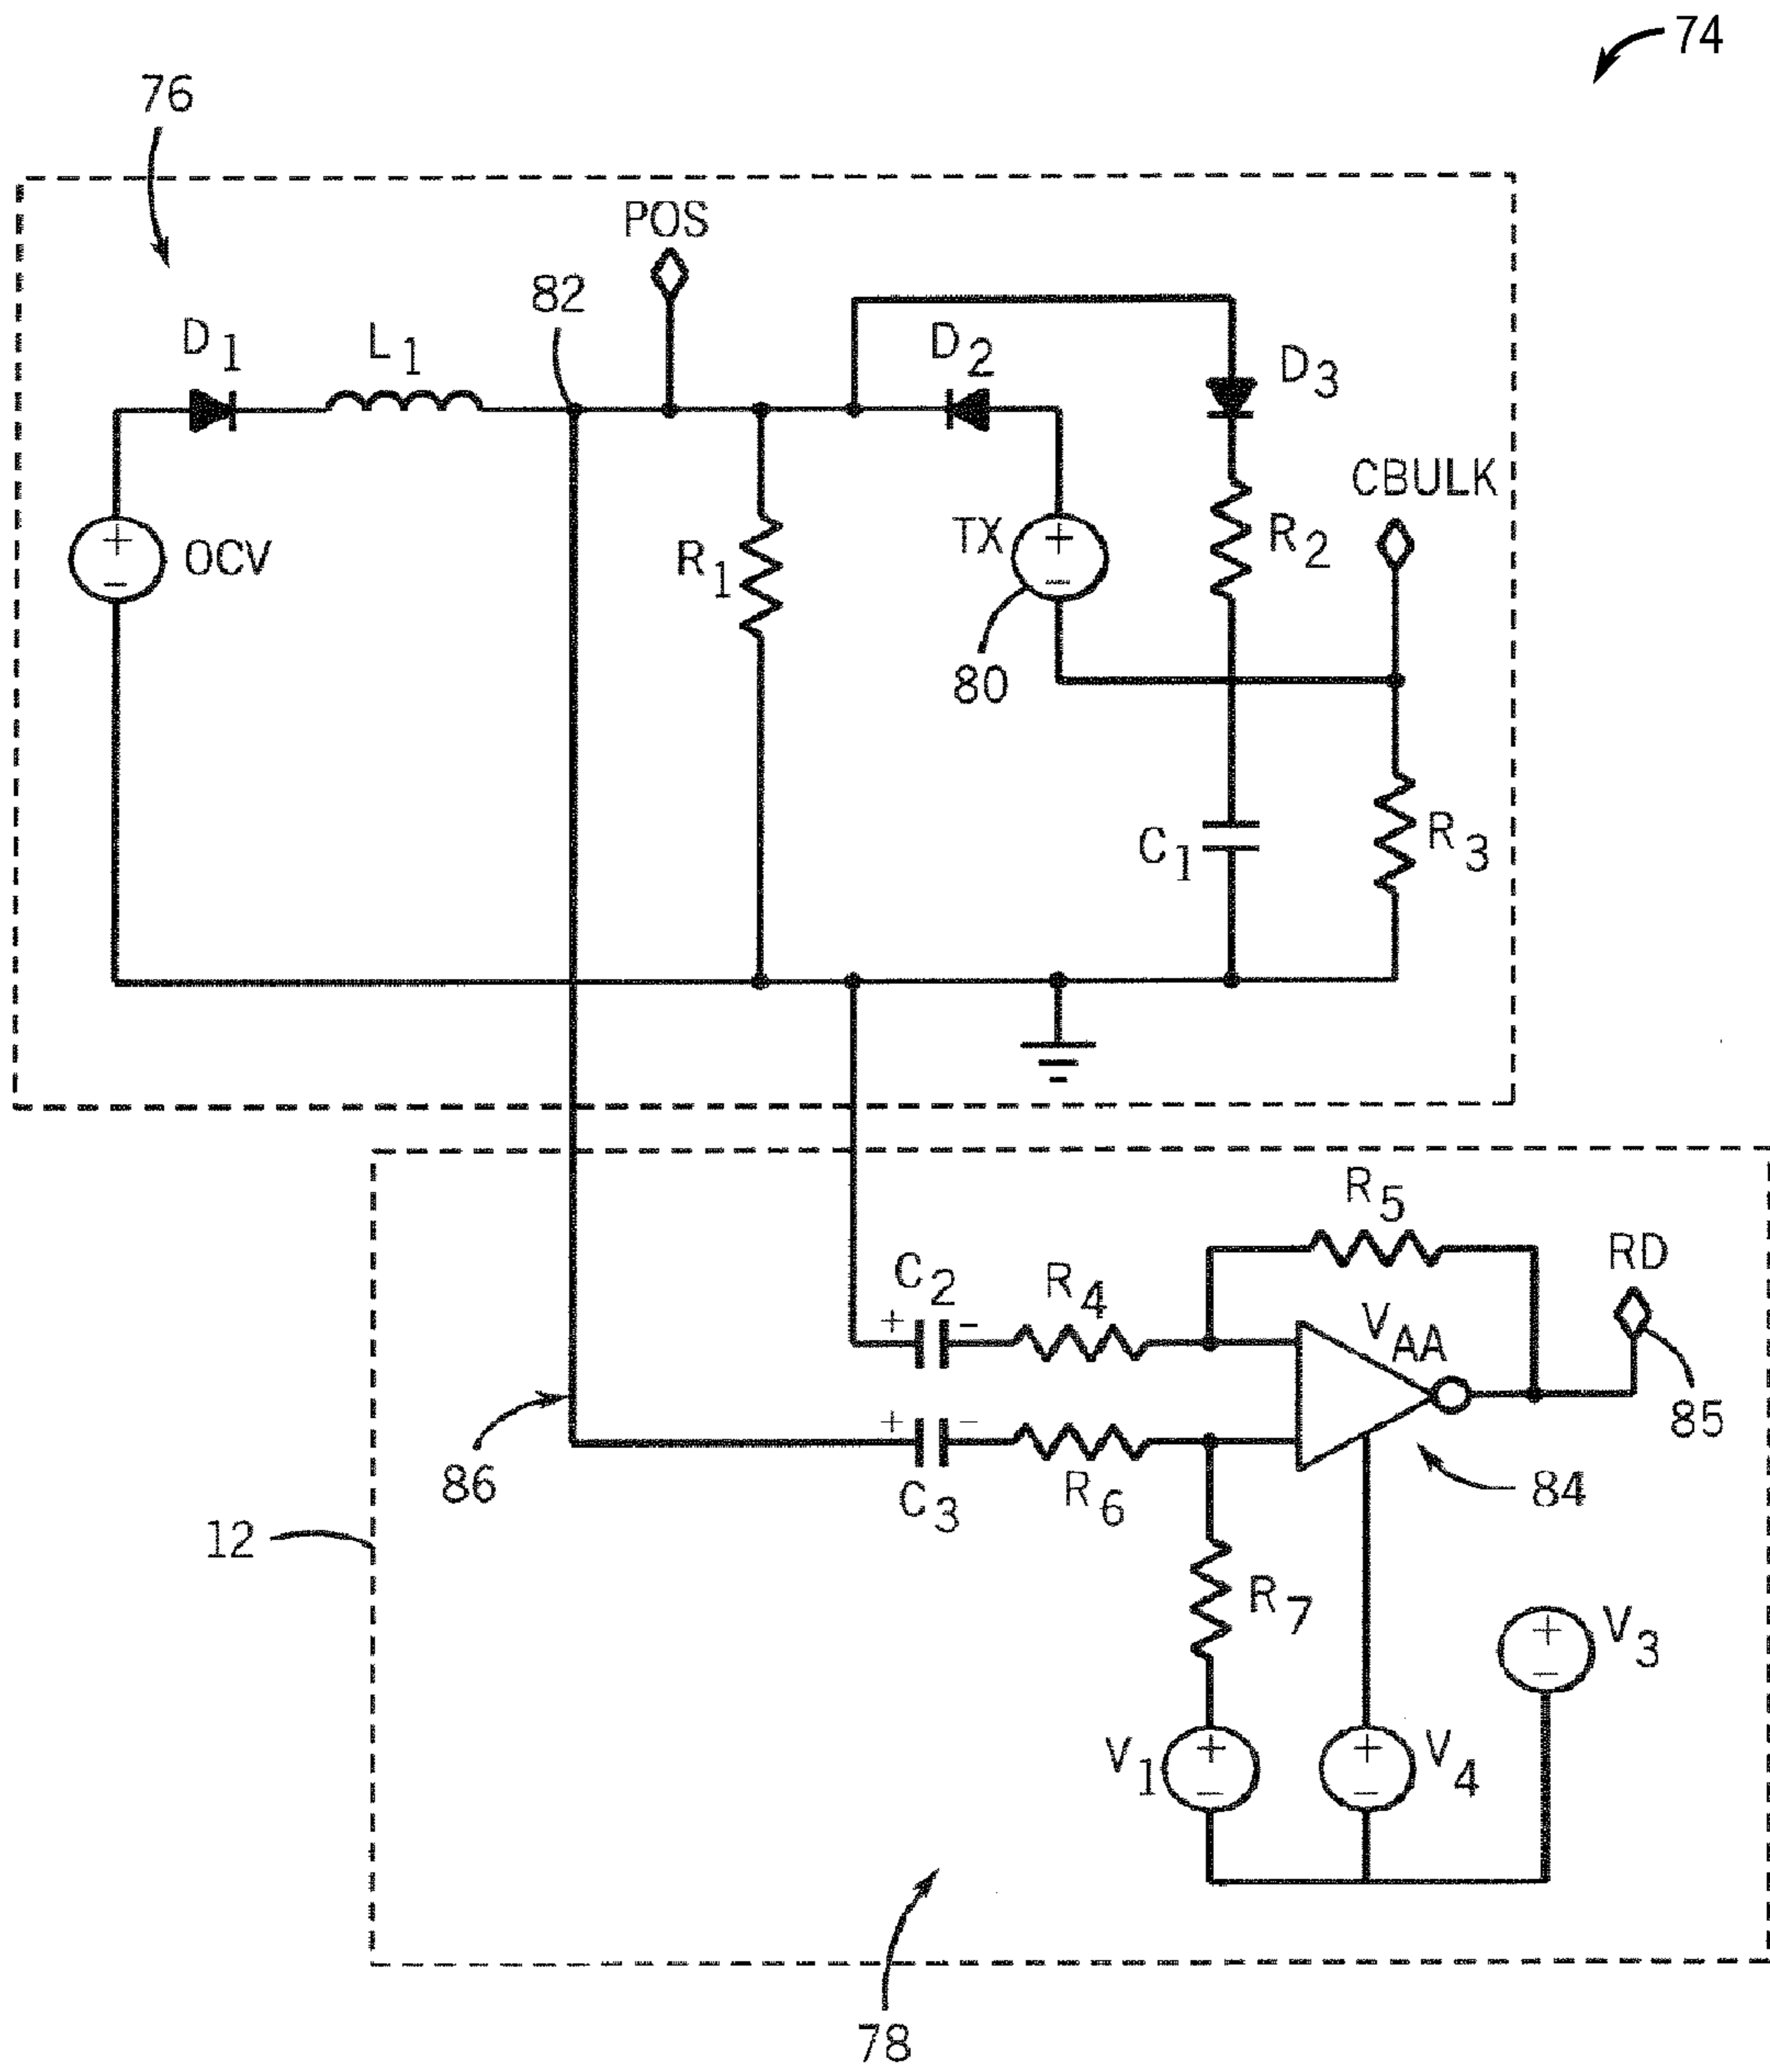 74
76
POS
82
D1
L1
D2
D3
CBULK
+
-
OCV
R1
TX
+
-
R2
80
C1
R3
R5
RD
C2
R4
+
-
VAA
85
86
+
-
C3
R6
84
12
R7
+
-
V3
V1
+
-
+
-
V4
78